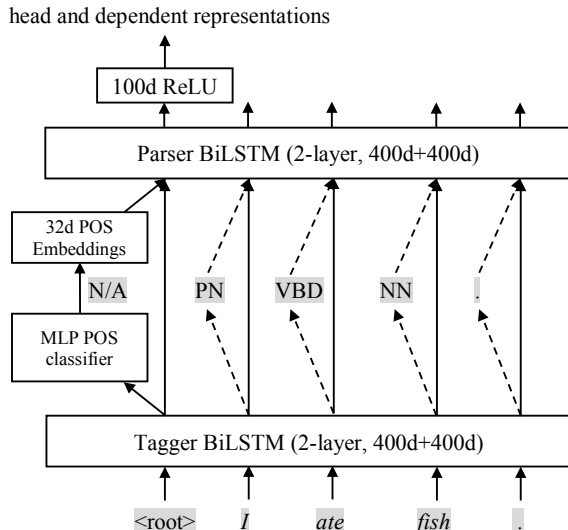 head and dependent representations
100d ReLU
Parser BiLSTM (2-layer, 400d+400d)
32d POS
Embeddings
N/A PN VBD NN .
MLP POS
classifier
Tagger BiLSTM (2-layer, 400d+400d)
<root> I ate fish .